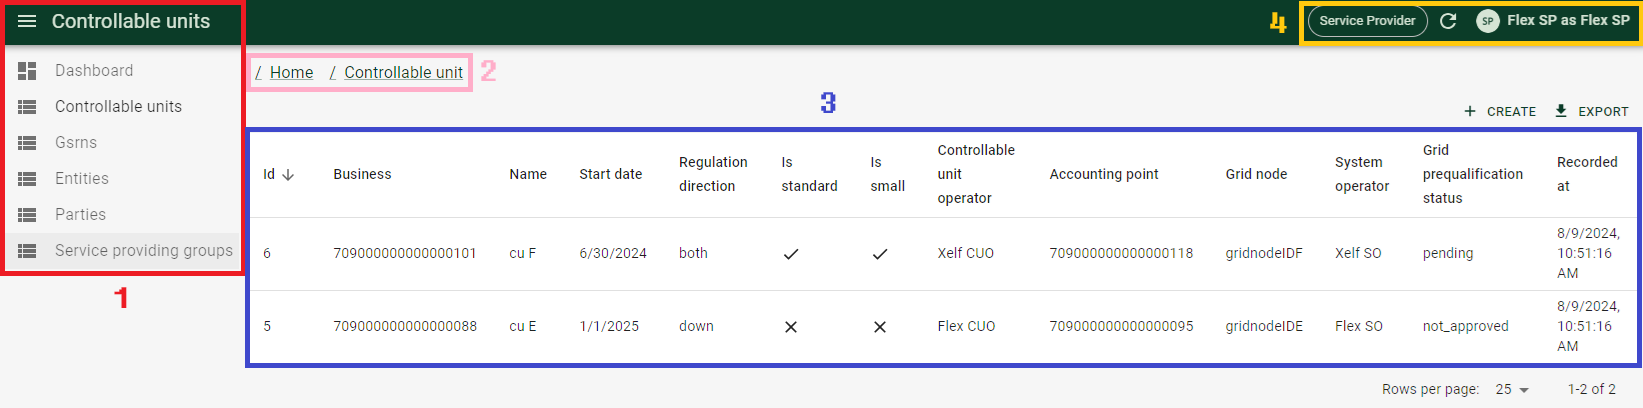 Controllable units
4
Service Provider
SP
Flex SP as Flex SP
Dashboard
Controllable units
Gsrns
Entities
Parties
Service providing groups
1
/ Home / Controllable unit
2
3
+ CREATE
EXPORT
Id
Business
Name
Start date
Regulation
direction
Is
standard
Is
small
Controllable
unit
operator
Accounting point
Grid node
System
operator
Grid
prequalification
status
Recorded
at
6
709000000000000101
cu F
6/30/2024
both
Xelf CUO
709000000000000118
gridnodeIDF
Xelf SO
pending
8/9/2024,
10:51:16
AM
5
709000000000000088
cu E
1/1/2025
down
Flex CUO
709000000000000095
gridnodeIDE
Flex SO
not_approved
8/9/2024,
10:51:16
AM
Rows per page: 25
1-2 of 2